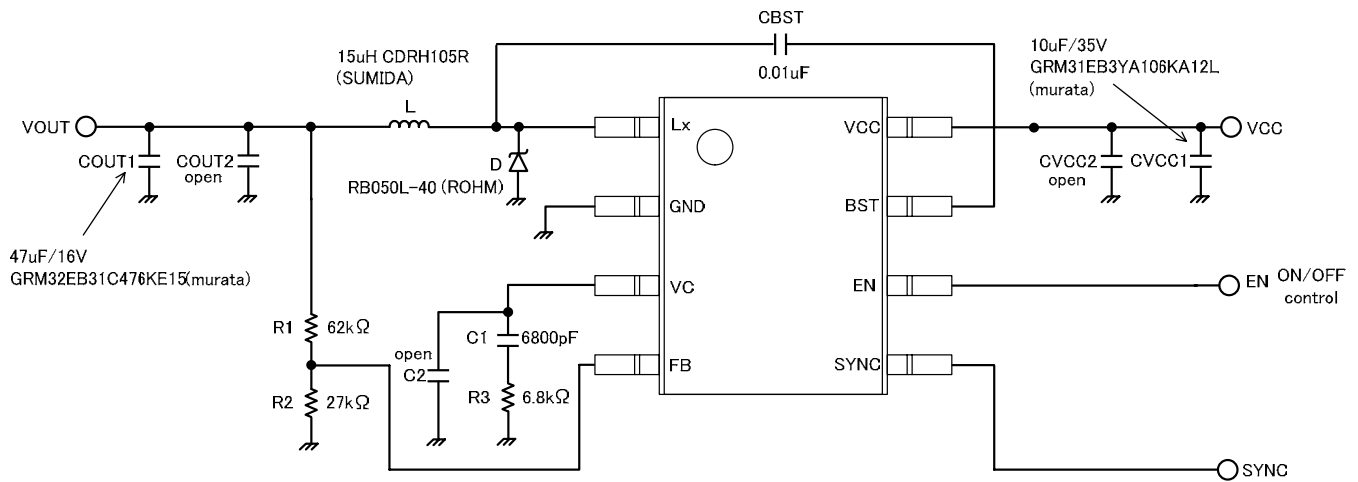 CBST
0.01uF
15uH CDRH105R
(SUMIDA)
L
10uF/35V
GRM31EB3YA106KA12L
(murata)
VOUT
COUT1
COUT2
open
D
RB050L-40 (ROHM)
47uF/16V
GRM32EB31C476KE15(murata)
Lx
GND
VC
FB
VCC
BST
EN
SYNC
CVCC2
open
CVCC1
VCC
EN ON/OFF
control
SYNC
R1 62kΩ
R2 27kΩ
open
C2
C1 6800pF
R3 6.8kΩ